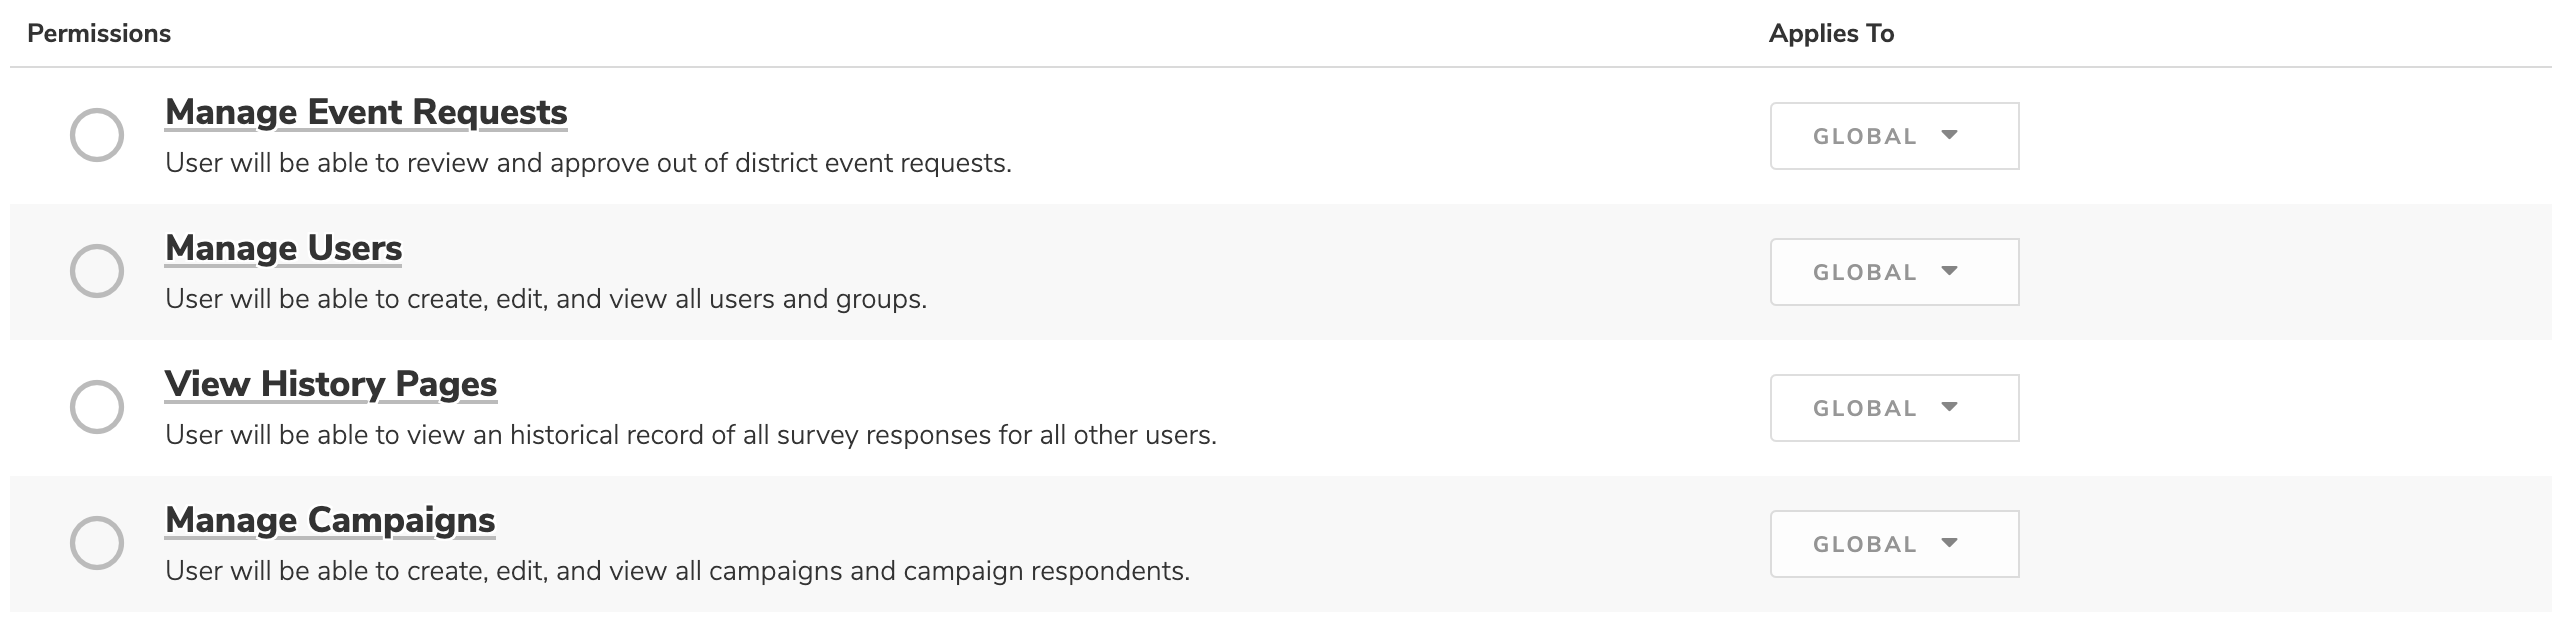 Permissions
Applies To
Manage Event Requests
User will be able to review and approve out of district event requests.
GLOBAL
Manage Users
User will be able to create, edit, and view all users and groups.
GLOBAL
View History Pages
User will be able to view an historical record of all survey responses for all other users.
GLOBAL
Manage Campaigns
User will be able to create, edit, and view all campaigns and campaign respondents.
GLOBAL